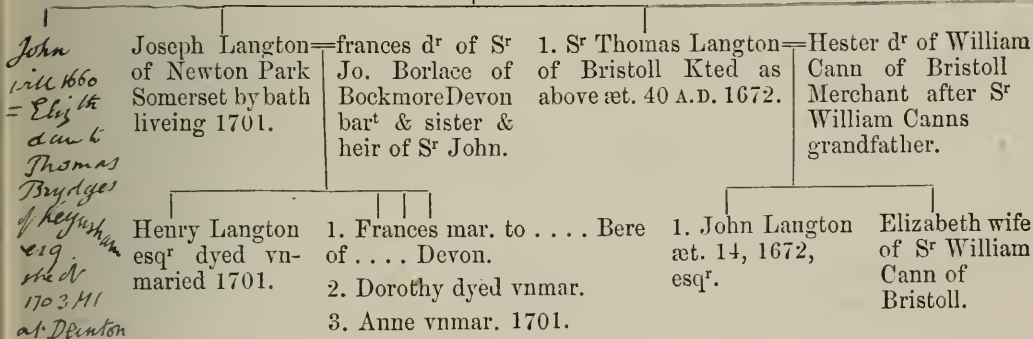 John
will 1660
= Eliz th
dau to
Thomas
Brydges
of Keynsham
esq.
she d
1703 MI
at Deinton
Joseph Langton=frances dʳ of Sʳ
of Newton Park Jo. Borlace of
Somerset by bath BockmoreDevon
liveing 1701. barᵗ & sister &
heir of Sʳ John.
1. Sʳ Thomas Langton=Hester dʳ of William
of Bristoll Kted as Cann of Bristoll
above æt. 40 A.D. 1672. Merchant after Sʳ
William Canns
grandfather.
Henry Langton
esqʳ dyed vn-
maried 1701.
1. Frances mar. to . . . . Bere
of . . . . Devon.
2. Dorothy dyed vnmar.
3. Anne vnmar. 1701.
1. John Langton
æt. 14, 1672,
esqʳ.
Elizabeth wife
of Sʳ William
Cann of
Bristoll.